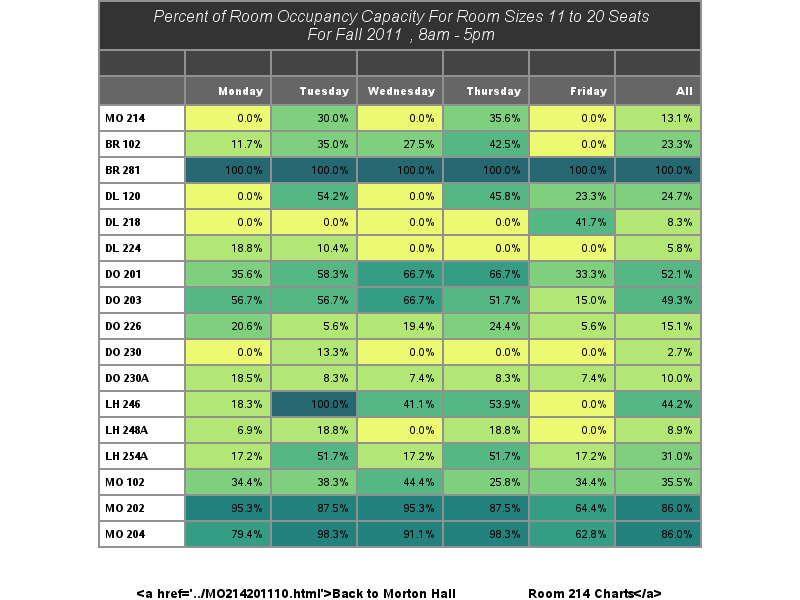 Percent of Room Occupancy Capacity For Room Sizes 11 to 20 Seats
For Fall 2011 , 8am - 5pm
Monday Tuesday Wednesday Thursday Friday All
MO 214 0.0% 30.0% 0.0% 35.6% 0.0% 13.1%
BR 102 11.7% 35.0% 27.5% 42.5% 0.0% 23.3%
BR 281 100.0% 100.0% 100.0% 100.0% 100.0% 100.0%
DL 120 0.0% 54.2% 0.0% 45.8% 23.3% 24.7%
DL 218 0.0% 0.0% 0.0% 0.0% 41.7% 8.3%
DL 224 18.8% 10.4% 0.0% 0.0% 0.0% 5.8%
DO 201 35.6% 58.3% 66.7% 66.7% 33.3% 52.1%
DO 203 56.7% 56.7% 66.7% 51.7% 15.0% 49.3%
DO 226 20.6% 5.6% 19.4% 24.4% 5.6% 15.1%
DO 230 0.0% 13.3% 0.0% 0.0% 0.0% 2.7%
DO 230A 18.5% 8.3% 7.4% 8.3% 7.4% 10.0%
LH 246 18.3% 100.0% 41.1% 53.9% 0.0% 44.2%
LH 248A 6.9% 18.8% 0.0% 18.8% 0.0% 8.9%
LH 254A 17.2% 51.7% 17.2% 51.7% 17.2% 31.0%
MO 102 34.4% 38.3% 44.4% 25.8% 34.4% 35.5%
MO 202 95.3% 87.5% 95.3% 87.5% 64.4% 86.0%
MO 204 79.4% 98.3% 91.1% 98.3% 62.8% 86.0%
<a href='../MO214201110.html'>Back to Morton Hall Room 214 Charts</a>